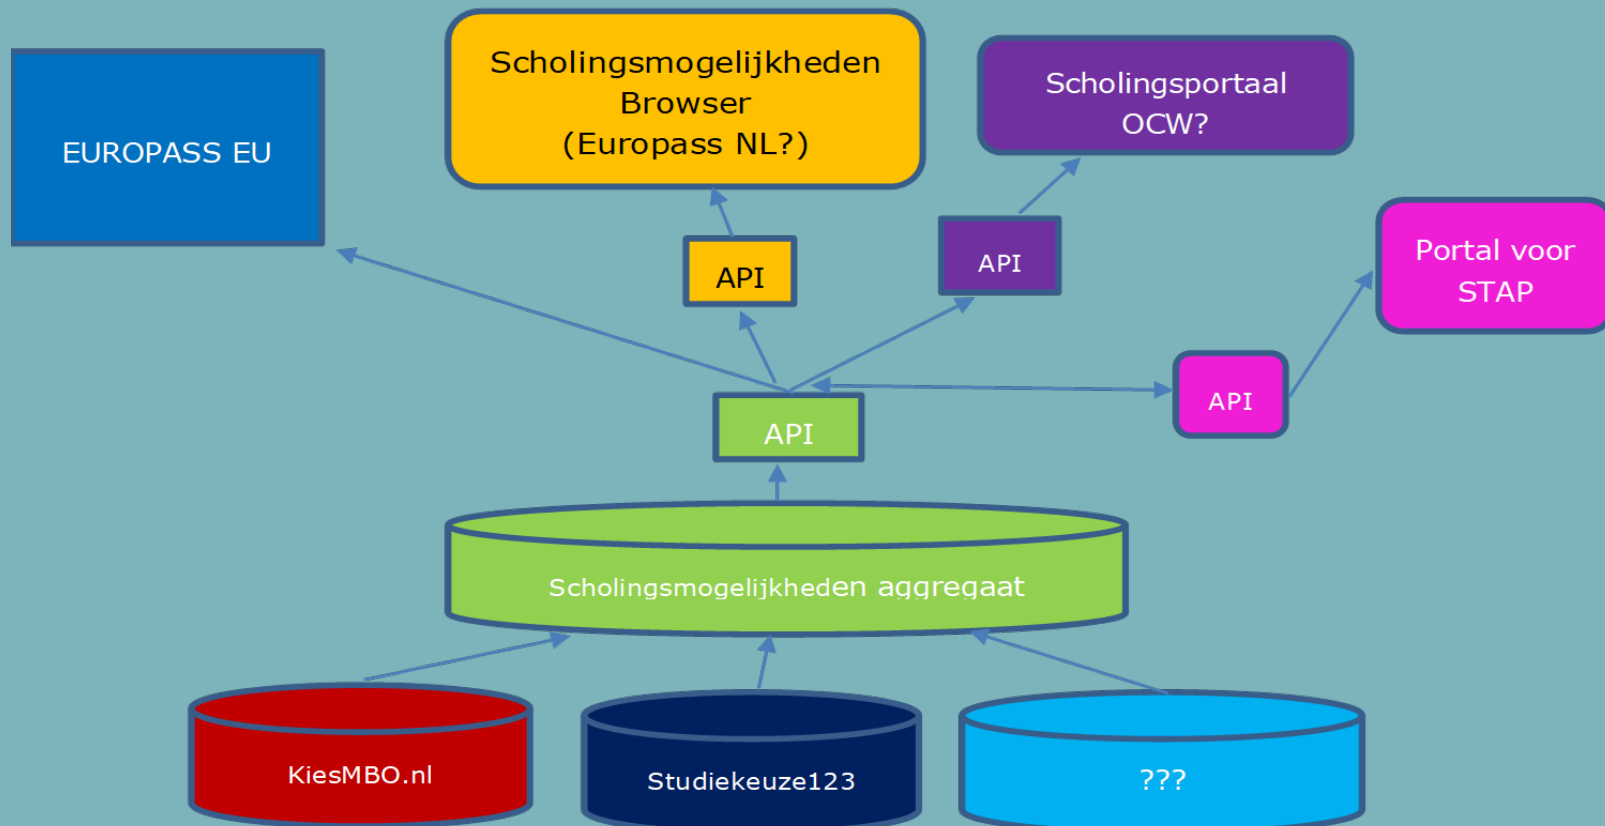 Scholingsmogelijkheden
Browser
(Europass NL?)
Scholingsportaal
OCW?
EUROPASS EU
Portal voor
STAP
API
API
API
API
Scholingsmogelijkheden aggregaat
KiesMBO.nl
Studiekeuze123
???